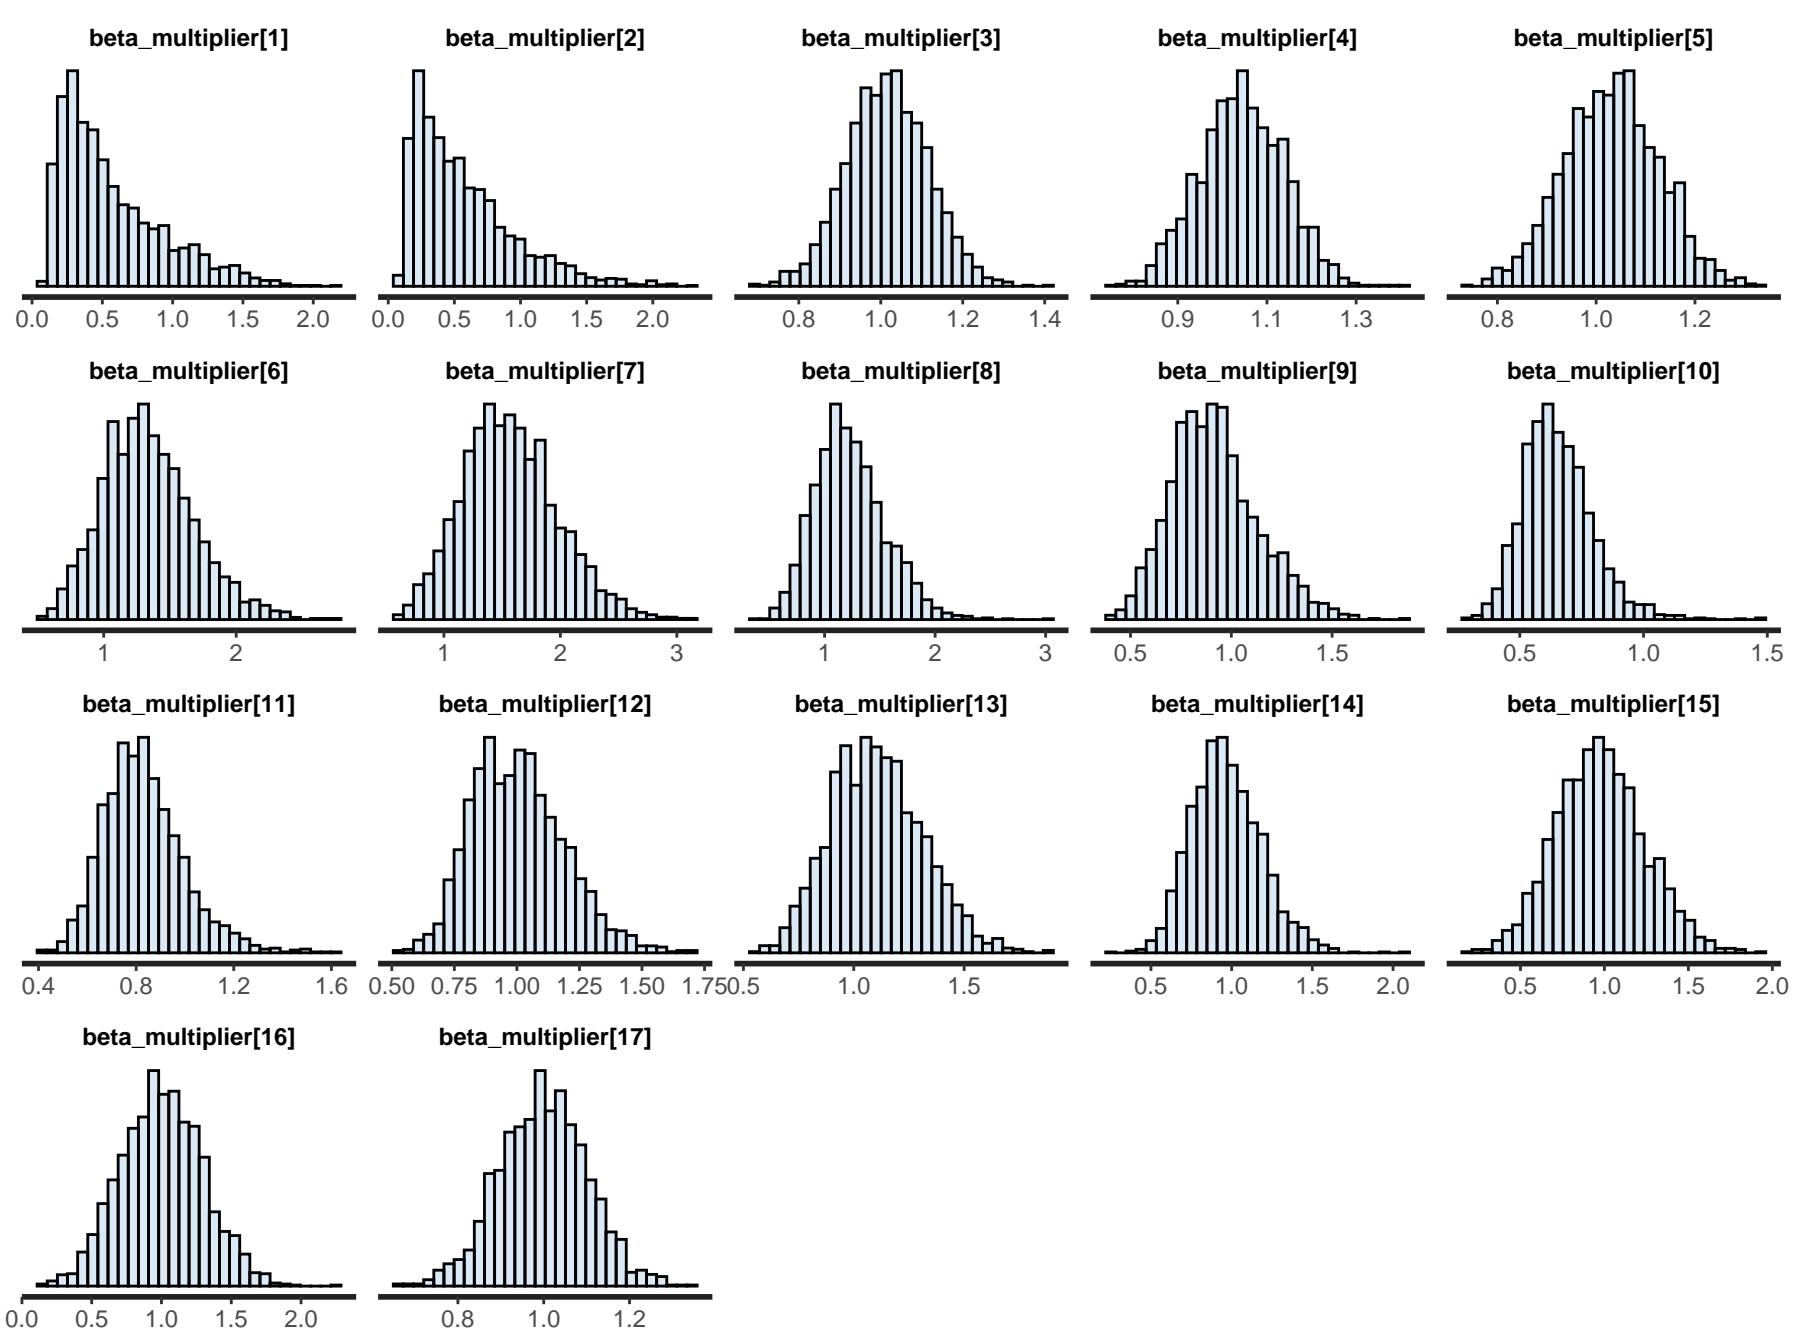 beta_multiplier[1] beta_multiplier[2] beta_multiplier[3] beta_multiplier[4] beta_multiplier[5]
0.0 0.5 1.0 1.5 2.0 0.0 0.5 1.0 1.5 2.0 0.8 1.0 1.2 1.4 0.9 1.1 1.3 0.8 1.0 1.2
beta_multiplier[6] beta_multiplier[7] beta_multiplier[8] beta_multiplier[9] beta_multiplier[10]
1 2 1 2 3 1 2 3 0.5 1.0 1.5 0.5 1.0 1.5
beta_multiplier[11] beta_multiplier[12] beta_multiplier[13] beta_multiplier[14] beta_multiplier[15]
0.4 0.8 1.2 1.6 0.50 0.75 1.00 1.25 1.50 1.75 0.5 1.0 1.5 0.5 1.0 1.5 2.0 0.5 1.0 1.5 2.0
beta_multiplier[16] beta_multiplier[17]
0.0 0.5 1.0 1.5 2.0 0.8 1.0 1.2